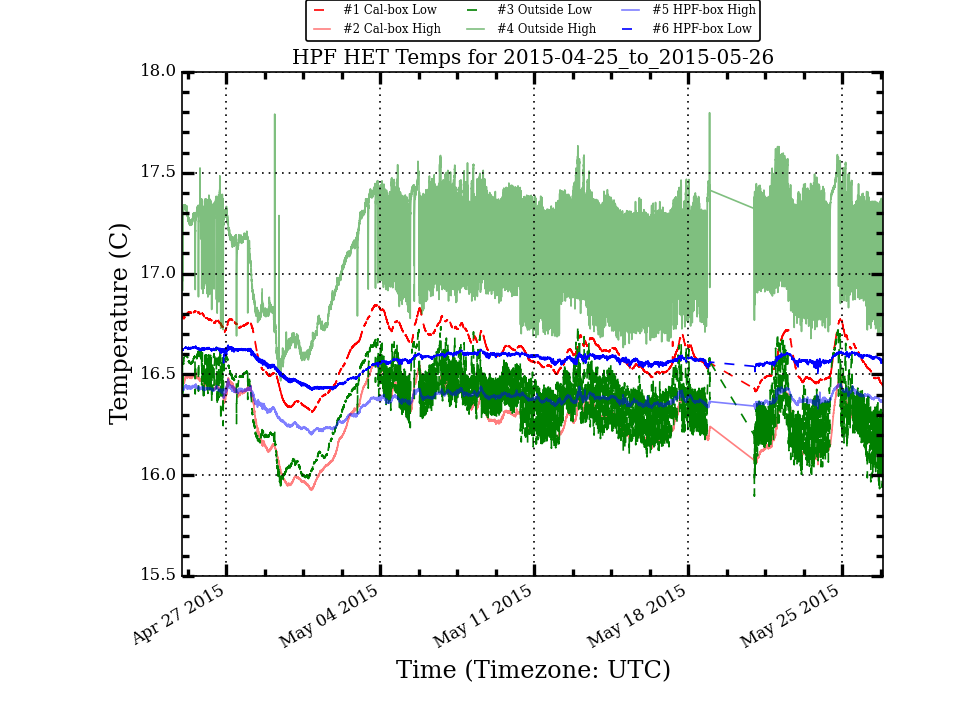 #1 Cal-box Low #3 Outside Low #5 HPF-box High
#2 Cal-box High #4 Outside High #6 HPF-box Low
HPF HET Temps for 2015-04-25_to_2015-05-26
18.0
17.5
17.0
16.5
16.0
15.5
Temperature (C)
Apr 27 2015 May 04 2015 May 11 2015 May 18 2015 May 25 2015
Time (Timezone: UTC)